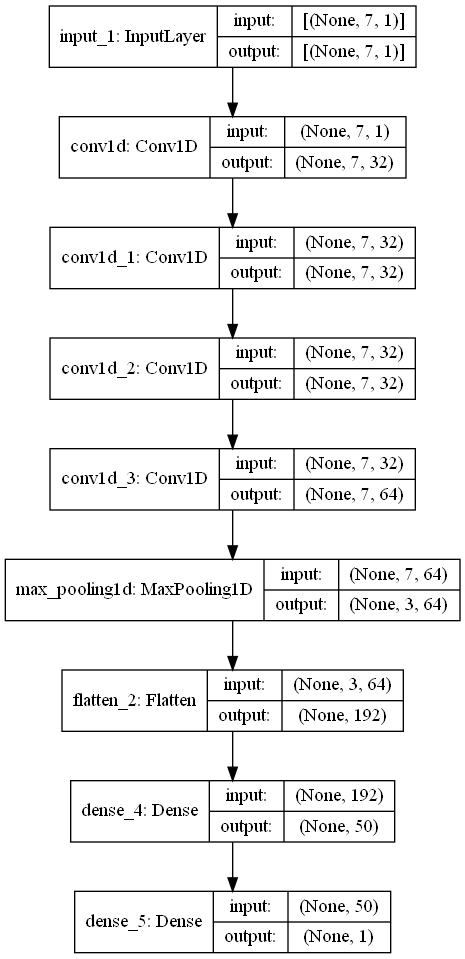 input_1: InputLayer
input: [(None, 7, 1)]
output: [(None, 7, 1)]
conv1d: Conv1D
input: (None, 7, 1)
output: (None, 7, 32)
conv1d_1: Conv1D
input: (None, 7, 32)
output: (None, 7, 32)
conv1d_2: Conv1D
input: (None, 7, 32)
output: (None, 7, 32)
conv1d_3: Conv1D
input: (None, 7, 32)
output: (None, 7, 64)
max_pooling1d: MaxPooling1D
input: (None, 7, 64)
output: (None, 3, 64)
flatten_2: Flatten
input: (None, 3, 64)
output: (None, 192)
dense_4: Dense
input: (None, 192)
output: (None, 50)
dense_5: Dense
input: (None, 50)
output: (None, 1)